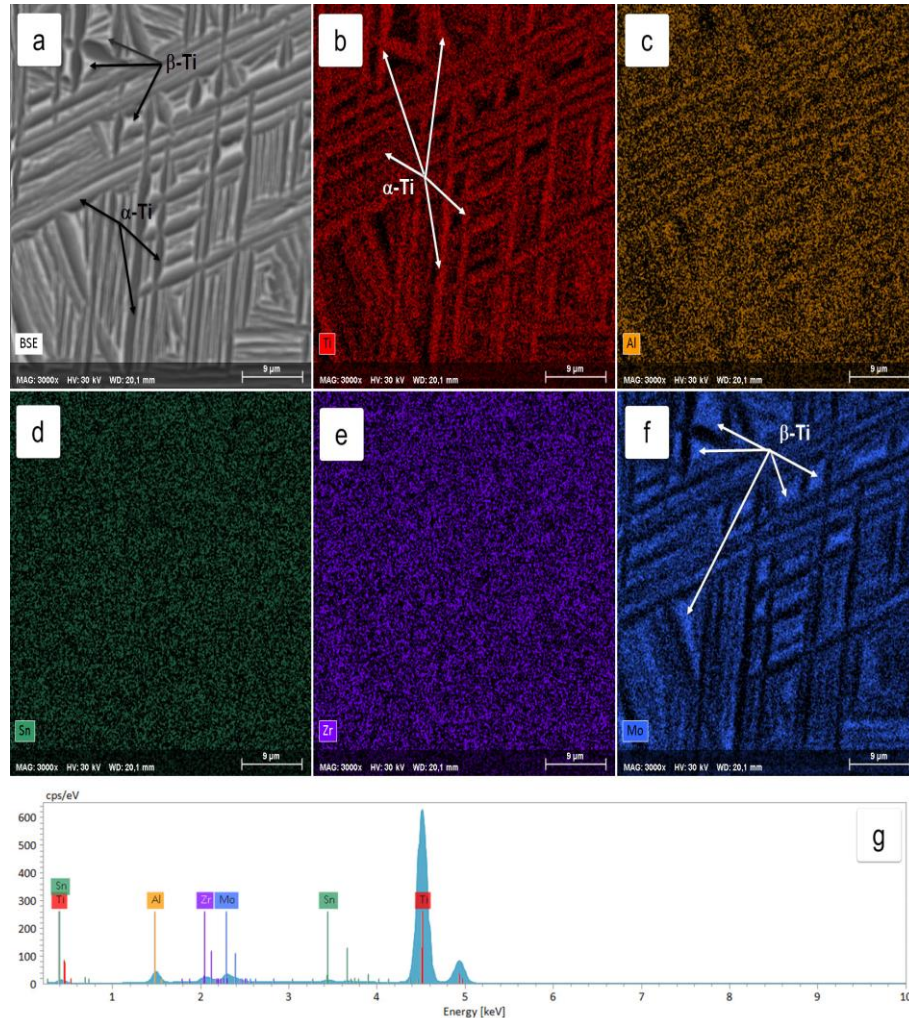 a
β-Ti
α-Ti
BSE
MAG: 3000x HV: 30 kV WD: 20,1 mm
9 µm
b
α-Ti
Ti
MAG: 3000x HV: 30 kV WD: 20,1 mm
9 µm
c
Al
MAG: 3000x HV: 30 kV WD: 20,1 mm
9 µm
d
Sn
MAG: 3000x HV: 30 kV WD: 20,1 mm
9 µm
e
Zr
MAG: 3000x HV: 30 kV WD: 20,1 mm
9 µm
f
β-Ti
Mo
MAG: 3000x HV: 30 kV WD: 20,1 mm
9 µm
cps/eV
g
600
500
400
300
Sn
Ti Al Zr Mo Sn Ti
200
100
0
1 2 3 4 5 6 7 8 9 10
Energy [keV]